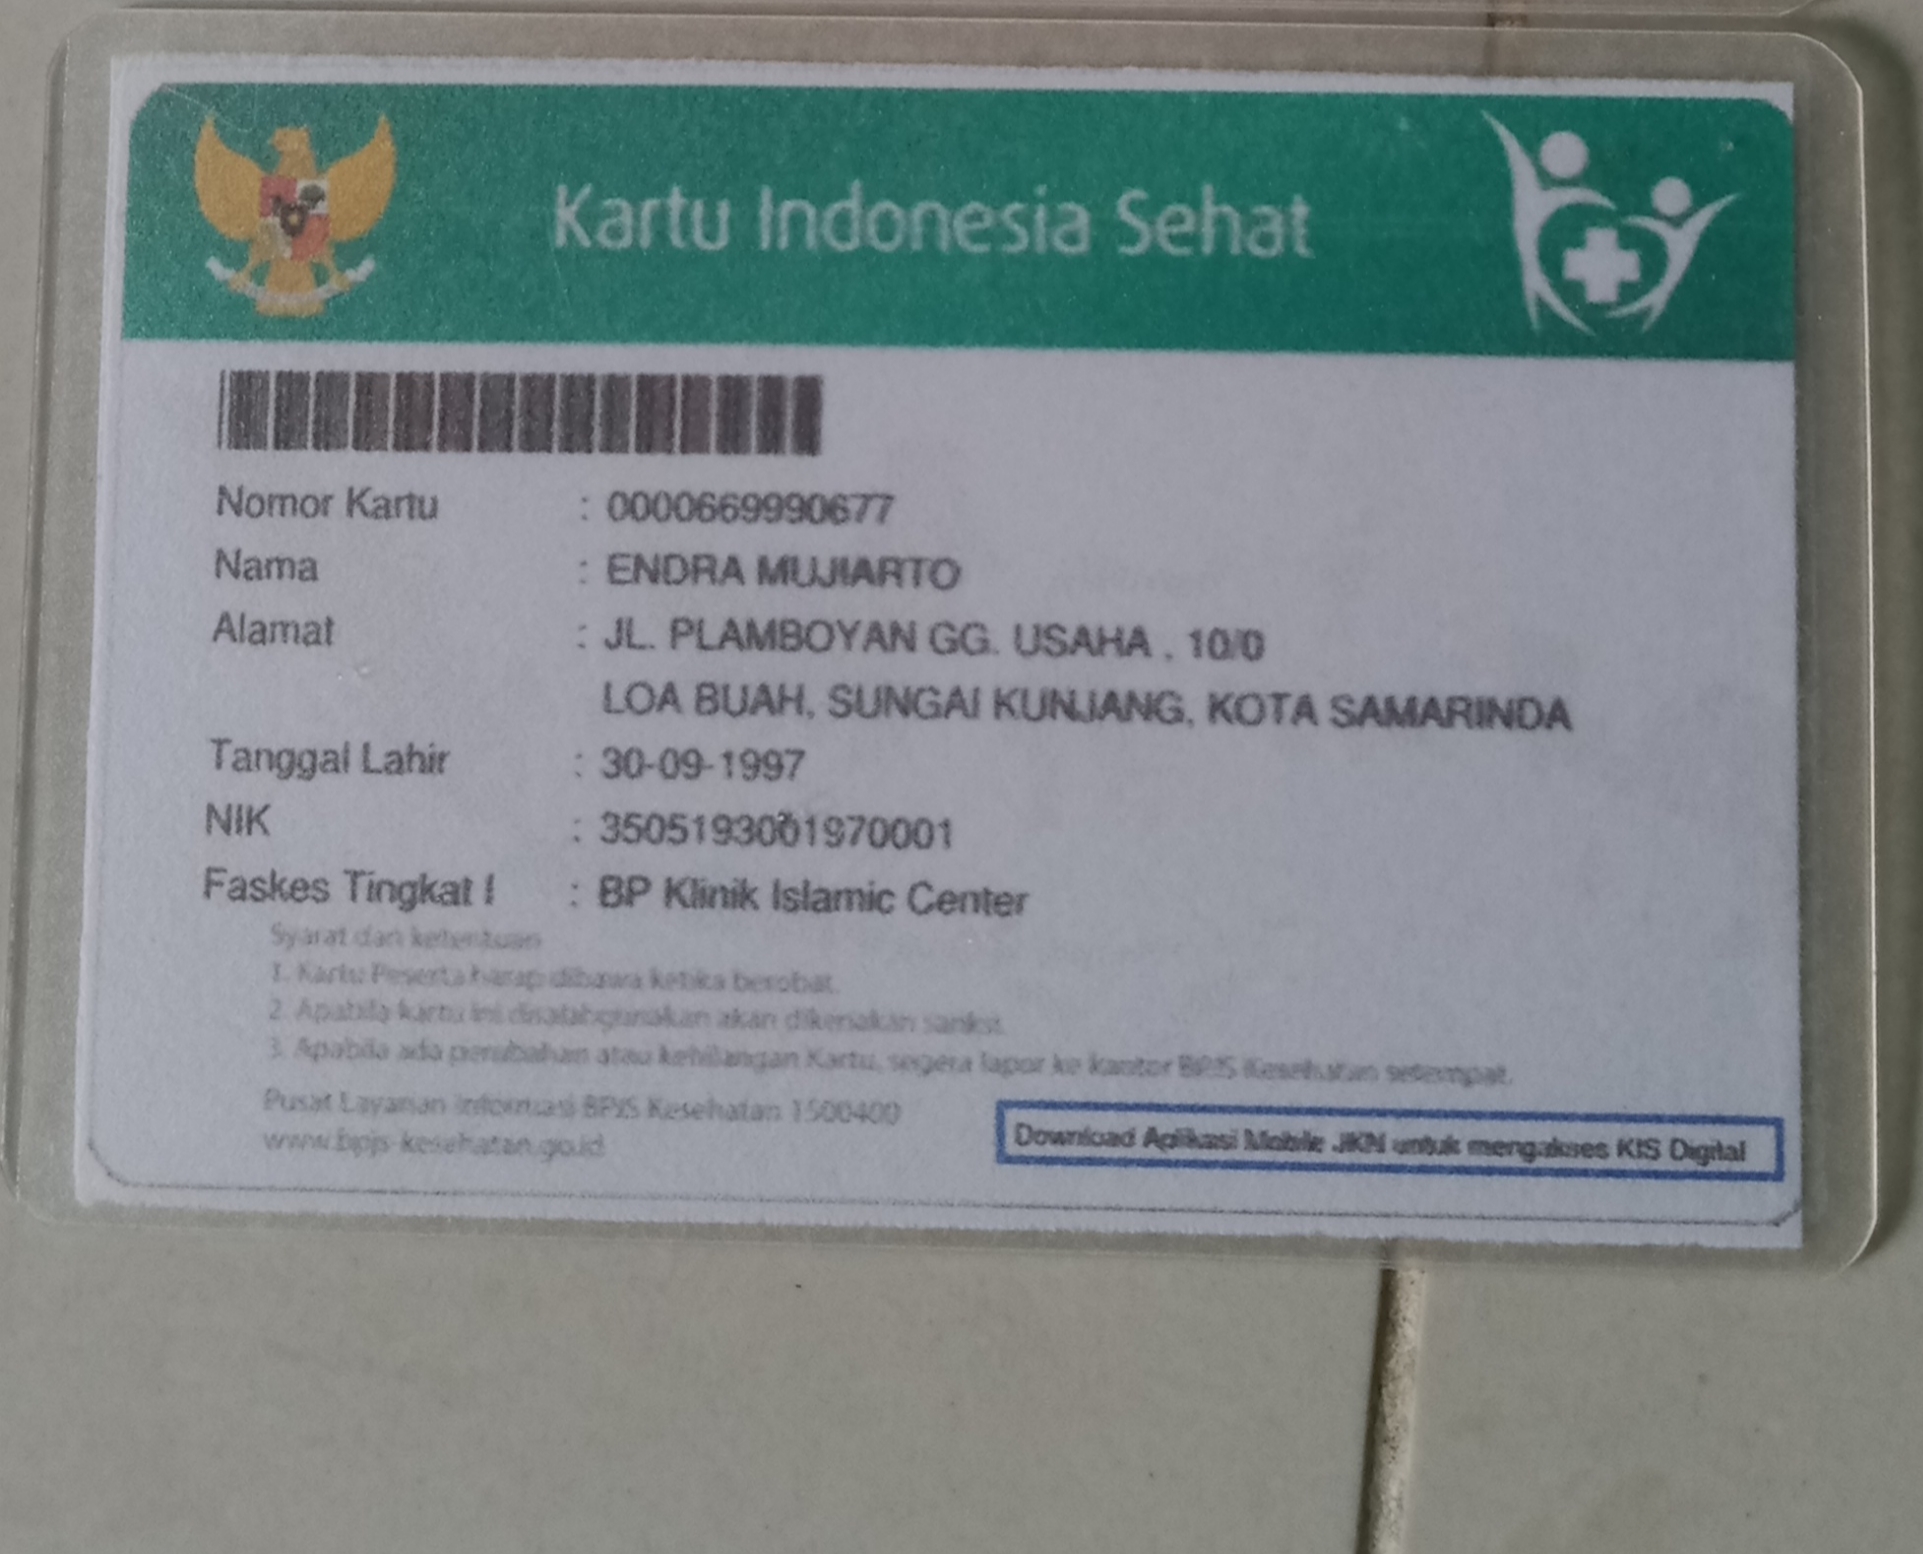 Kartu Indonesia Sehat
Nomor Kartu : 0000669990677
Nama : ENDRA MUJIARTO
Alamat : JL. PLAMBOYAN GG. USAHA . 10/0
LOA BUAH, SUNGAI KUNJANG, KOTA SAMARINDA
Tanggal Lahir : 30-09-1997
NIK : 3505193001970001
Faskes Tingkat I : BP Klinik Islamic Center
Syarat dan ketentuan
1. Kartu Peserta harap dibawa ketika berobat.
2. Apabila kartu ini disalahgunakan akan dikenakan sanksi.
3. Apabila ada perubahan atau kehilangan Kartu, segera lapor ke kantor BPJS Kesehatan setempat.
Pusat Layanan Informasi BPJS Kesehatan 1500400
www.bpjs-kesehatan.go.id
Download Aplikasi Mobile JKN untuk mengakses KIS Digital